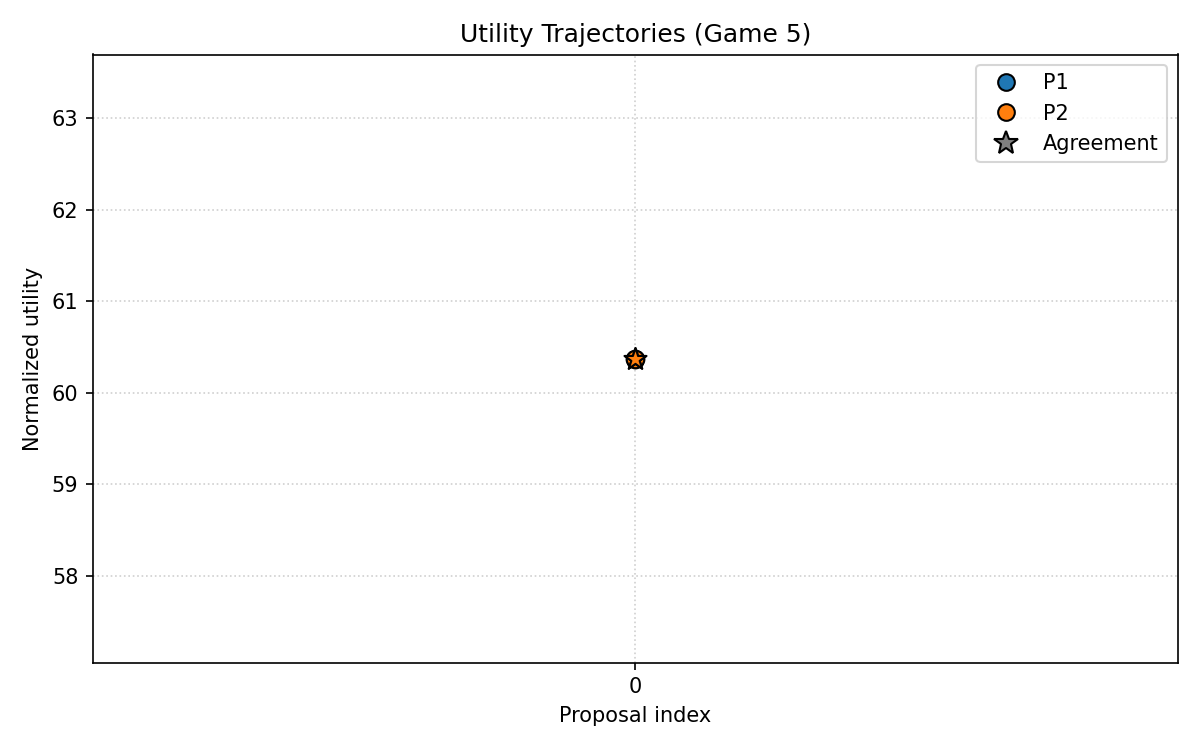 Utility Trajectories (Game 5)
P1
P2
Agreement
63
62
61
60
59
58
Normalized utility
0
Proposal index